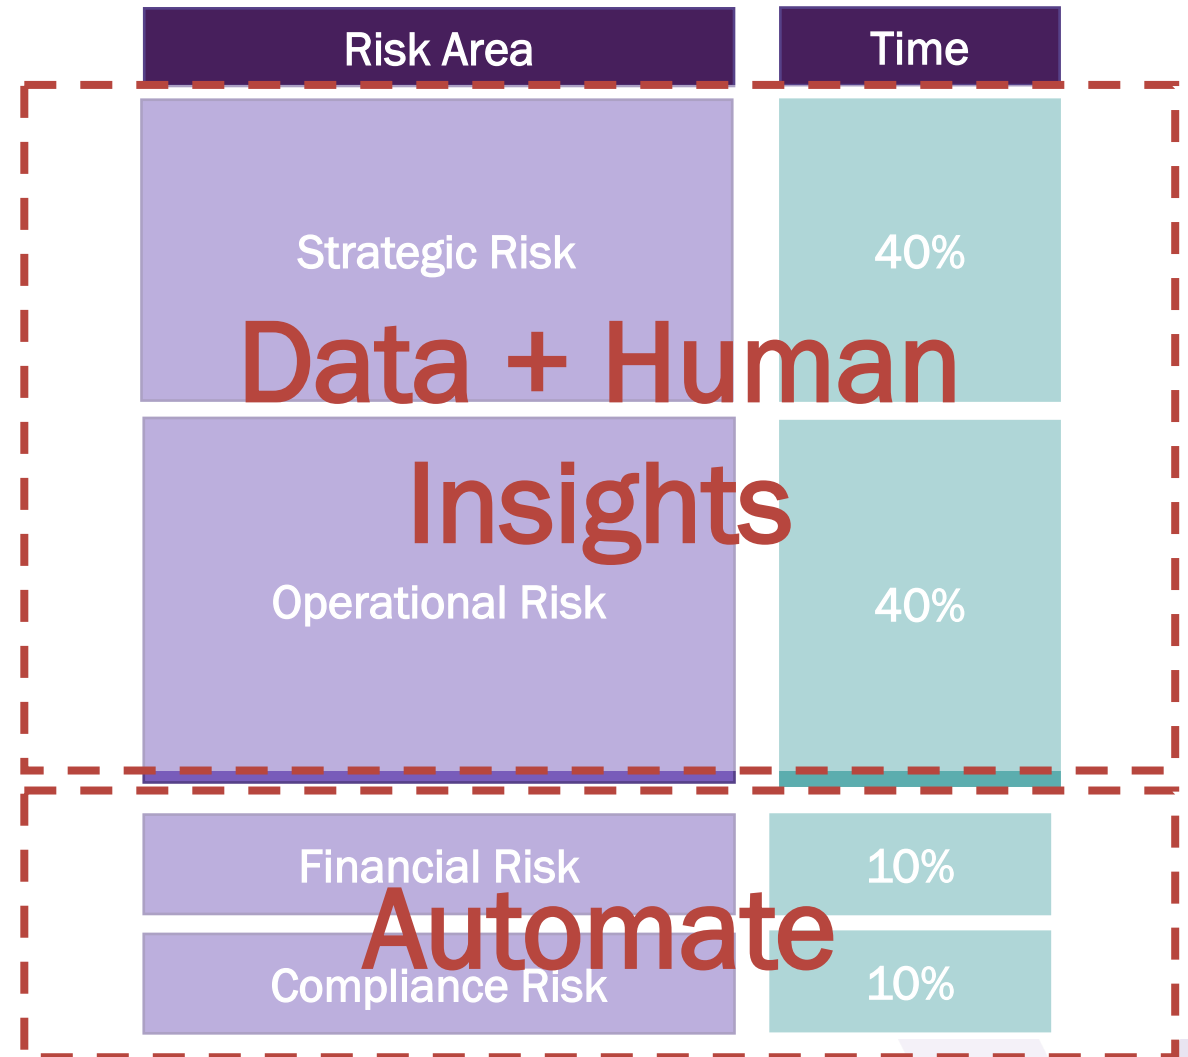 Risk Area
Time
Strategic Risk
40%
Data + Human
Insights
Operational Risk
40%
Financial Risk
10%
Automate
Compliance Risk
10%